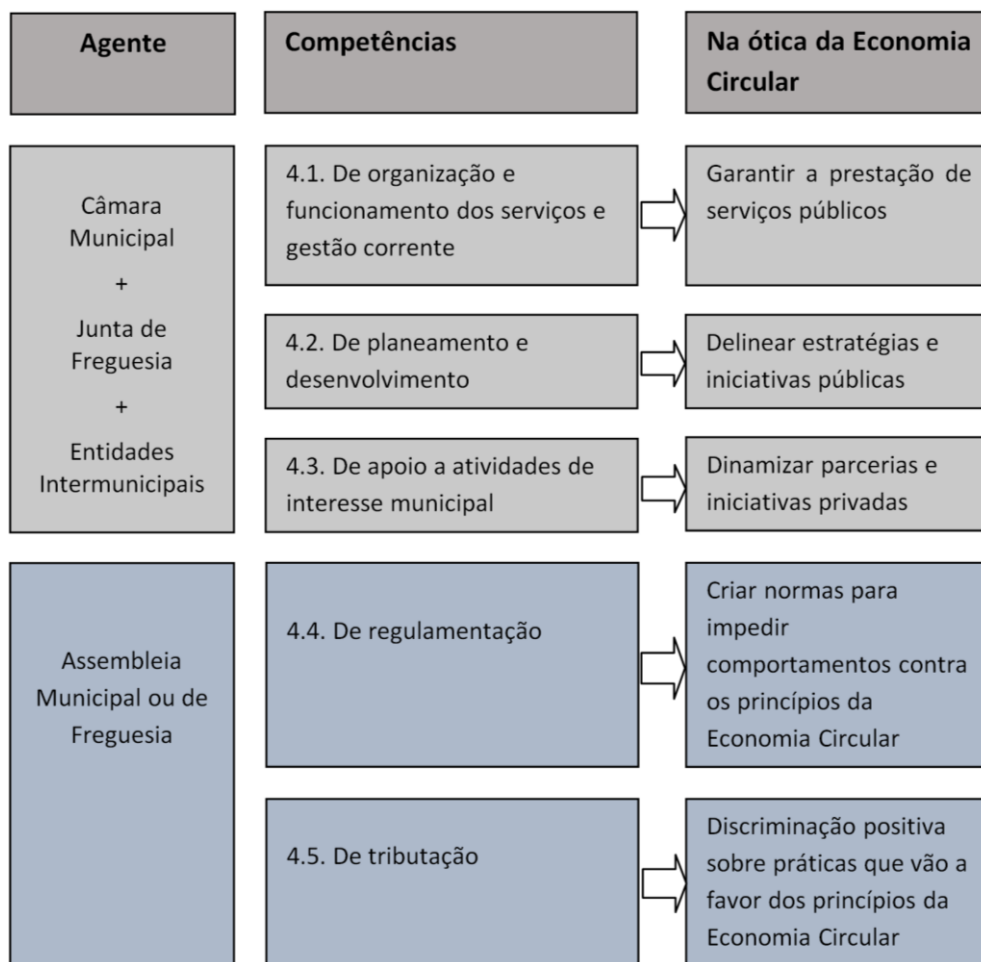 Agente
Competências
Na ótica da Economia
Circular
Câmara
Municipal
+
Junta de
Freguesia
+
Entidades
Intermunicipais
4.1. De organização e
funcionamento dos serviços e
gestão corrente
Garantir a prestação de
serviços públicos
4.2. De planeamento e
desenvolvimento
Delinear estratégias e
iniciativas públicas
4.3. De apoio a atividades de
interesse municipal
Dinamizar parcerias e
iniciativas privadas
Assembleia
Municipal ou de
Freguesia
4.4. De regulamentação
Criar normas para
impedir
comportamentos contra
os princípios da
Economia Circular
4.5. De tributação
Discriminação positiva
sobre práticas que vão a
favor dos princípios da
Economia Circular